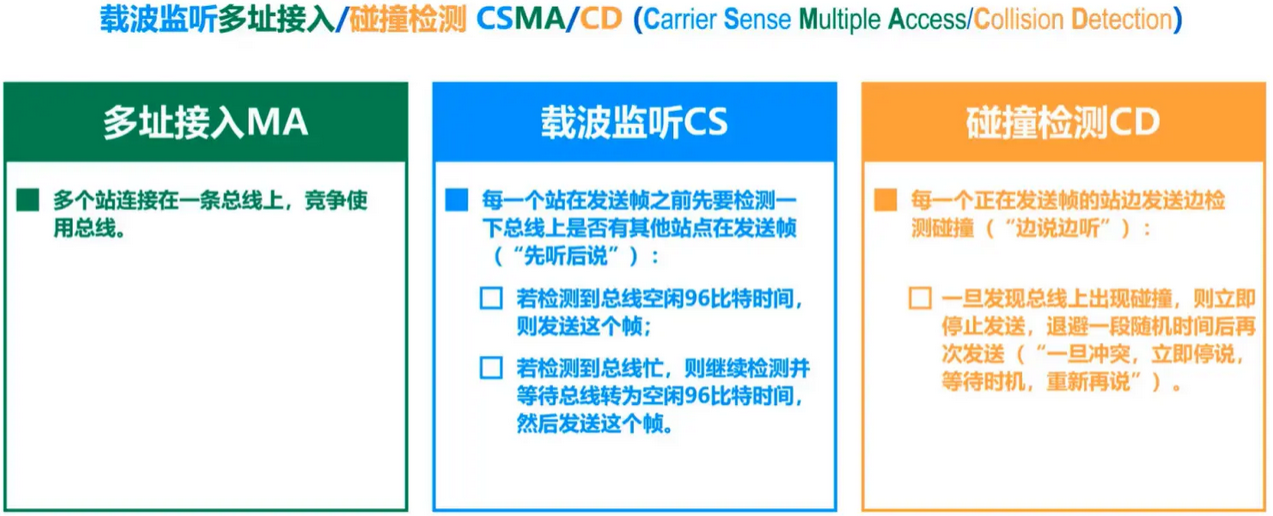 载波监听多址接入/碰撞检测 CSMA/CD (Carrier Sense Multiple Access/Collision Detection)
多址接入MA
多个站连接在一条总线上，竞争使
用总线。
载波监听CS
每一个站在发送帧之前先要检测一
下总线上是否有其他站点在发送帧
（“先听后说”）：
若检测到总线空闲96比特时间，
则发送这个帧；
若检测到总线忙，则继续检测并
等待总线转为空闲96比特时间，
然后发送这个帧。
碰撞检测CD
每一个正在发送帧的站边发送边检
测碰撞（“边说边听”）：
一旦发现总线上出现碰撞，则立即
停止发送，退避一段随机时间后再
次发送（“一旦冲突，立即停说，
等待时机，重新再说”）。